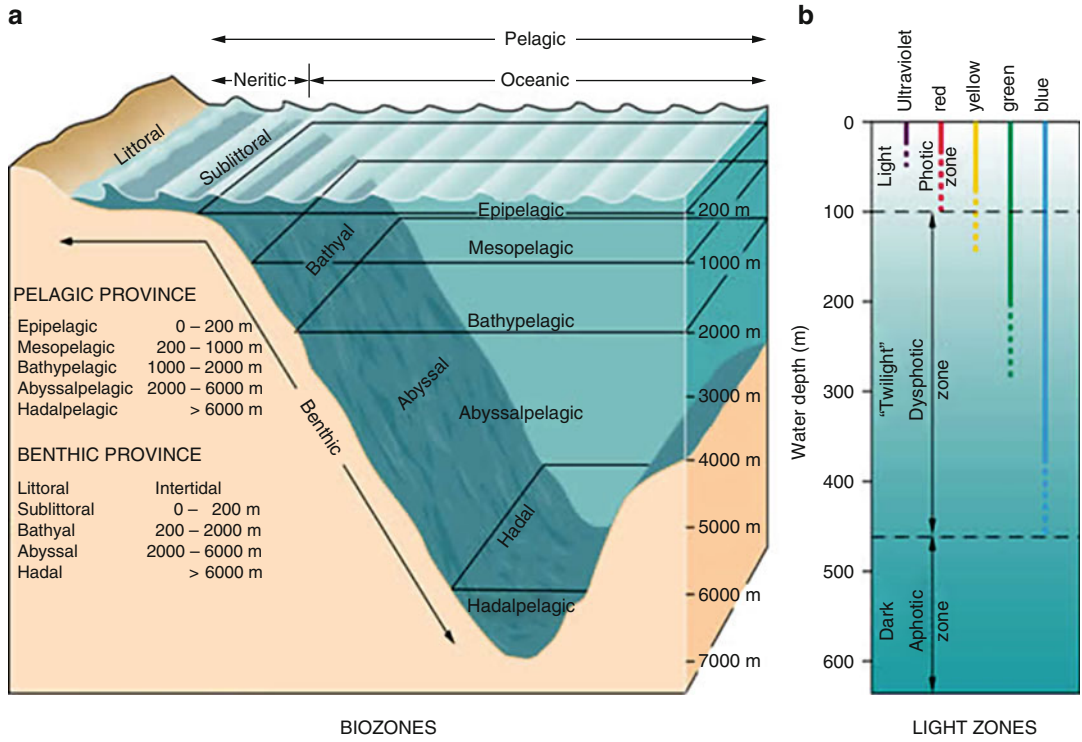 a
Pelagic
Neritic
Oceanic
Littoral
Sublittoral
Bathyal
Abyssal
Hadal
Epipelagic
Mesopelagic
Bathypelagic
Abyssalpelagic
Hadalpelagic
200 m
1000 m
2000 m
3000 m
4000 m
5000 m
6000 m
7000 m
Benthic
PELAGIC PROVINCE
Epipelagic 0 – 200 m
Mesopelagic 200 – 1000 m
Bathypelagic 1000 – 2000 m
Abyssalpelagic 2000 – 6000 m
Hadalpelagic > 6000 m
BENTHIC PROVINCE
Littoral Intertidal
Sublittoral 0 – 200 m
Bathyal 200 – 2000 m
Abyssal 2000 – 6000 m
Hadal > 6000 m
BIOZONES
b
Ultraviolet
red
yellow
green
blue
Water depth (m)
0
100
200
300
400
500
600
Light
Photic
zone
"Twilight"
Dysphotic
zone
Dark
Aphotic
zone
LIGHT ZONES